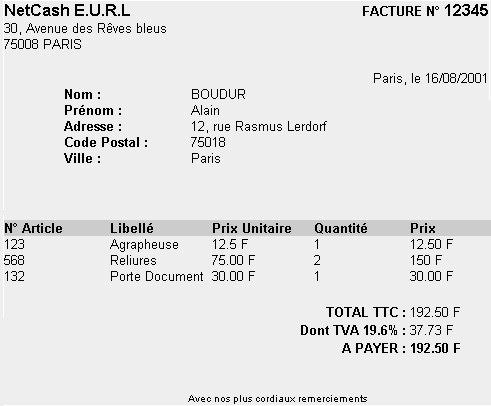 NetCash E.U.R.L FACTURE N° 12345
30, Avenue des Rêves bleus
75008 PARIS
Paris, le 16/08/2001
Nom : BOUDUR
Prénom : Alain
Adresse : 12, rue Rasmus Lerdorf
Code Postal : 75018
Ville : Paris
N° Article Libellé Prix Unitaire Quantité Prix
123 Agrapheuse 12.5 F 1 12.50 F
568 Reliures 75.00 F 2 150 F
132 Porte Document 30.00 F 1 30.00 F
TOTAL TTC : 192.50 F
Dont TVA 19.6% : 37.73 F
A PAYER : 192.50 F
Avec nos plus cordiaux remerciements